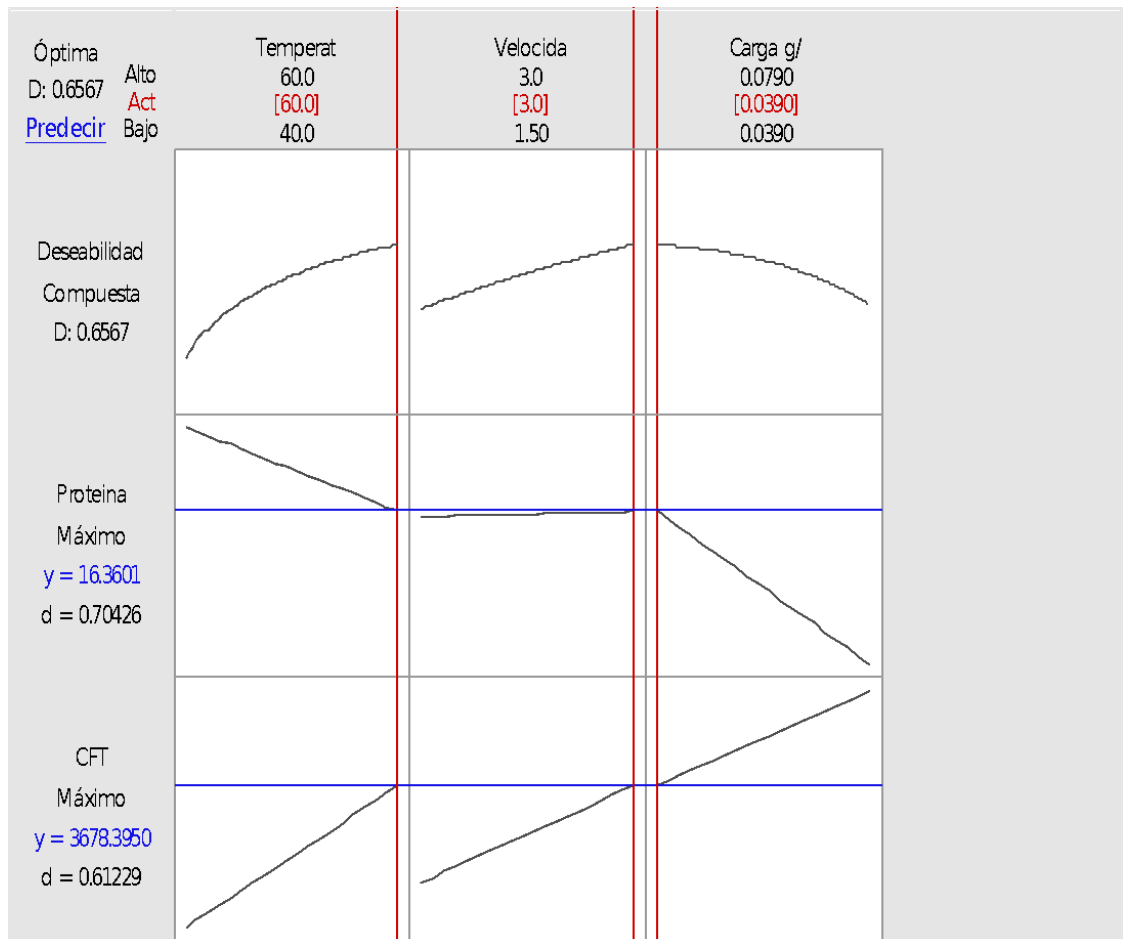 Óptima
D: 0.6567
Predecir
Alto
Act
Bajo
Temperat
60.0
[60.0]
40.0
Velocida
3.0
[3.0]
1.50
Carga g/
0.0790
[0.0390]
0.0390
Deseabilidad
Compuesta
D: 0.6567
Proteina
Máximo
y = 16.3601
d = 0.70426
CFT
Máximo
y = 3678.3950
d = 0.61229